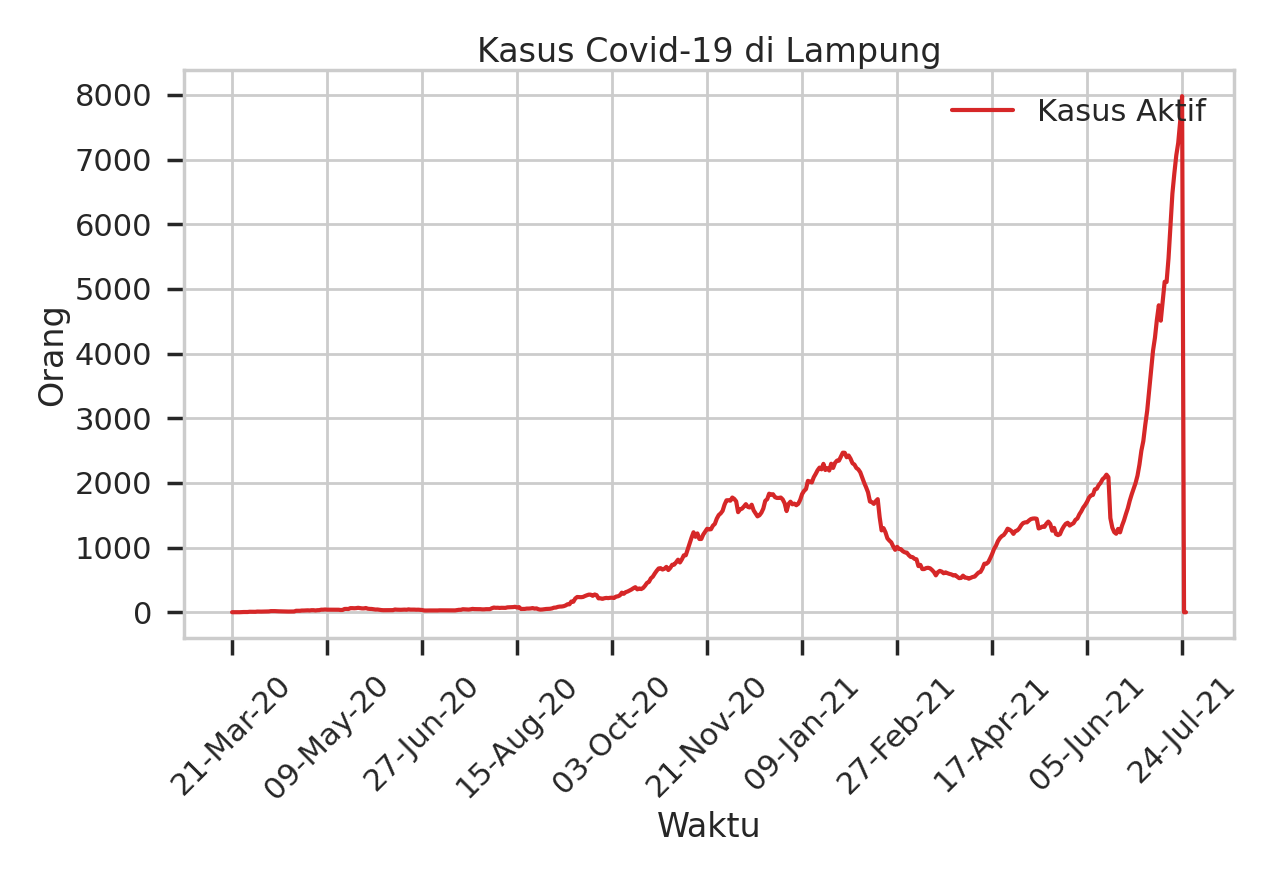 Kasus Covid-19 di Lampung
Kasus Aktif
8000
7000
6000
5000
4000
3000
2000
1000
0
Orang
21-Mar-20
09-May-20
27-Jun-20
15-Aug-20
03-Oct-20
21-Nov-20
09-Jan-21
27-Feb-21
17-Apr-21
05-Jun-21
24-Jul-21
Waktu